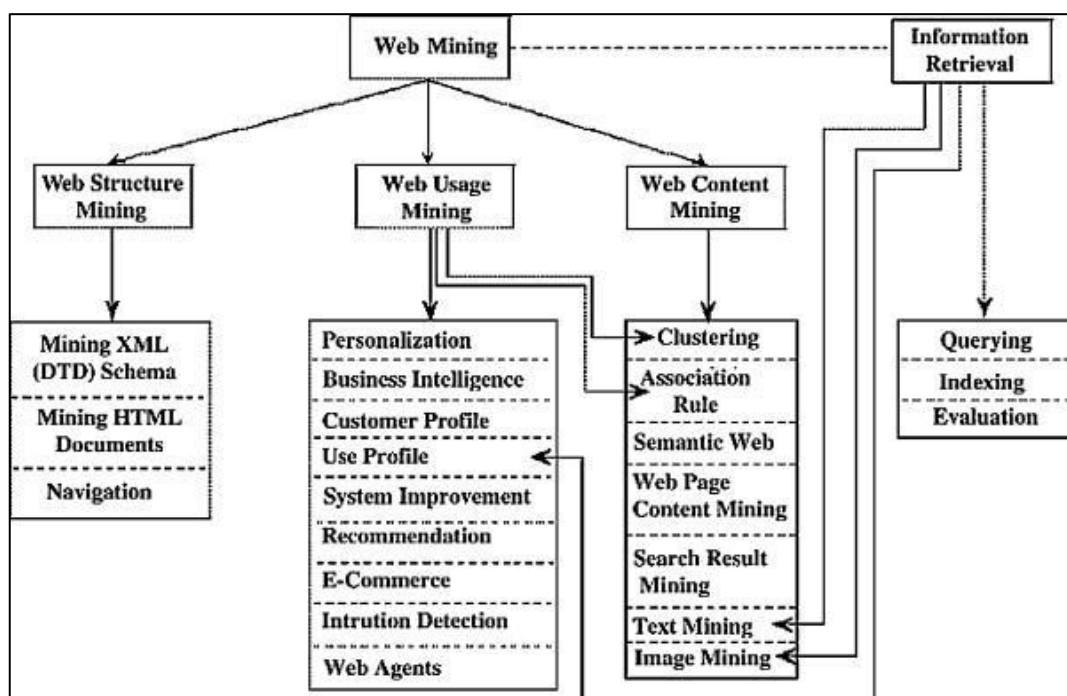 Web Mining
Information
Retrieval
Web Structure
Mining
Web Usage
Mining
Web Content
Mining
Mining XML
(DTD) Schema
Mining HTML
Documents
Navigation
Personalization
Business Intelligence
Customer Profile
Use Profile
System Improvement
Recommendation
E-Commerce
Intrution Detection
Web Agents
Clustering
Association
Rule
Semantic Web
Web Page
Content Mining
Search Result
Mining
Text Mining
Image Mining
Querying
Indexing
Evaluation